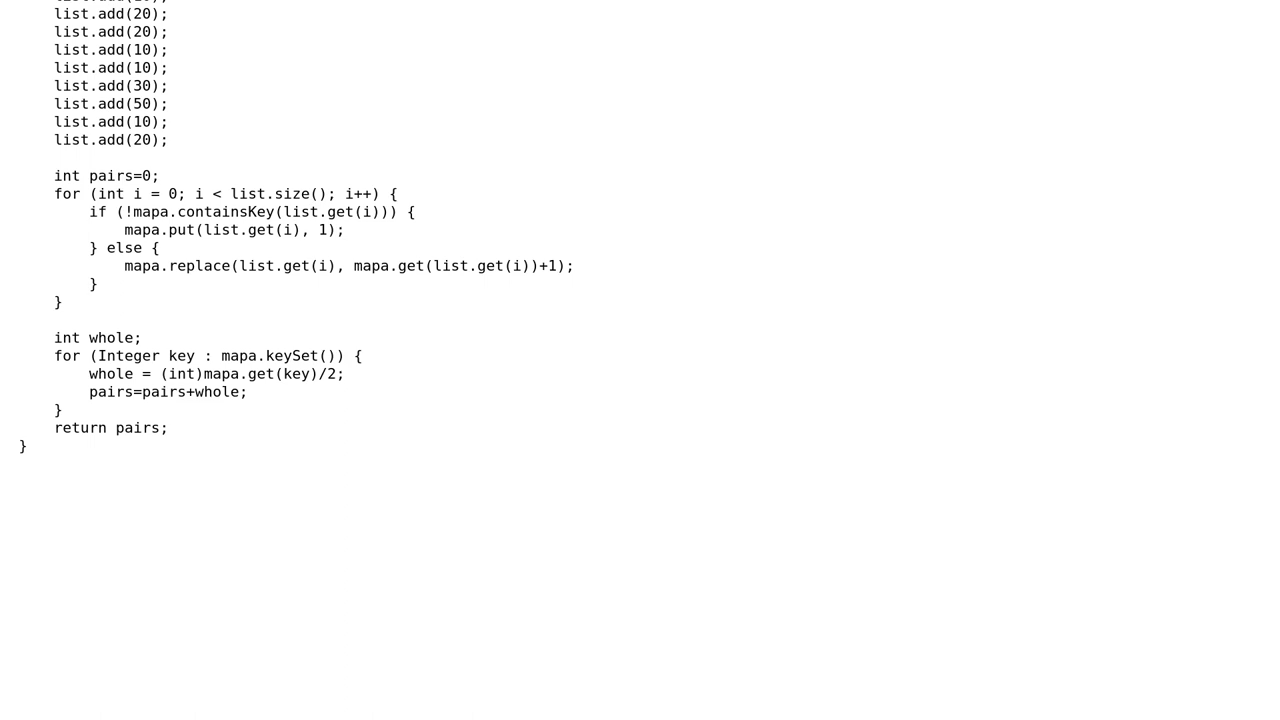 list.add(20);
list.add(20);
list.add(10);
list.add(10);
list.add(30);
list.add(50);
list.add(10);
list.add(20);
int pairs=0;
for (int i = 0; i < list.size(); i++) {
if (!mapa.containsKey(list.get(i))) {
mapa.put(list.get(i), 1);
} else {
mapa.replace(list.get(i), mapa.get(list.get(i))+1);
}
}
int whole;
for (Integer key : mapa.keySet()) {
whole = (int)mapa.get(key)/2;
pairs=pairs+whole;
}
return pairs;
}